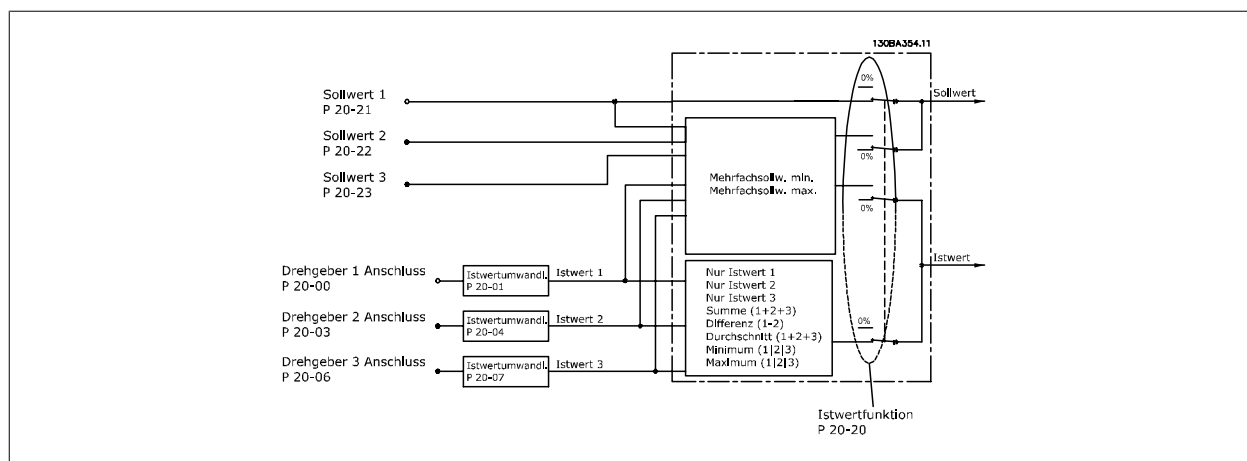 130BA354.11
Sollwert 1
P 20-21
Sollwert 2
P 20-22
Sollwert 3
P 20-23
0%
Sollwert
0%
Mehrfachsollw. min.
Mehrfachsollw. max.
0%
Istwert
Drehgeber 1 Anschluss
P 20-00
Istwertumwandl.
P 20-01
Istwert 1
Drehgeber 2 Anschluss
P 20-03
Istwertumwandl.
P 20-04
Istwert 2
Drehgeber 3 Anschluss
P 20-06
Istwertumwandl.
P 20-07
Istwert 3
Nur Istwert 1
Nur Istwert 2
Nur Istwert 3
Summe (1+2+3)
Differenz (1-2)
Durchschnitt (1+2+3)
Minimum (1|2|3)
Maximum (1|2|3)
0%
Istwertfunktion
P 20-20